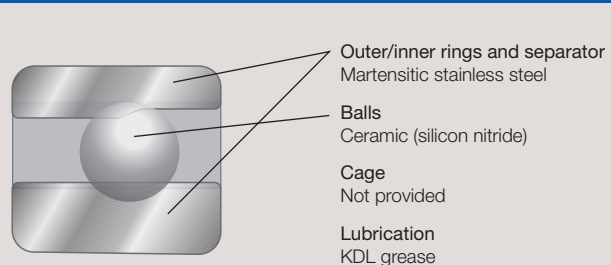 Outer/inner rings and separator
Martensitic stainless steel
Balls
Ceramic (silicon nitride)
Cage
Not provided
Lubrication
KDL grease